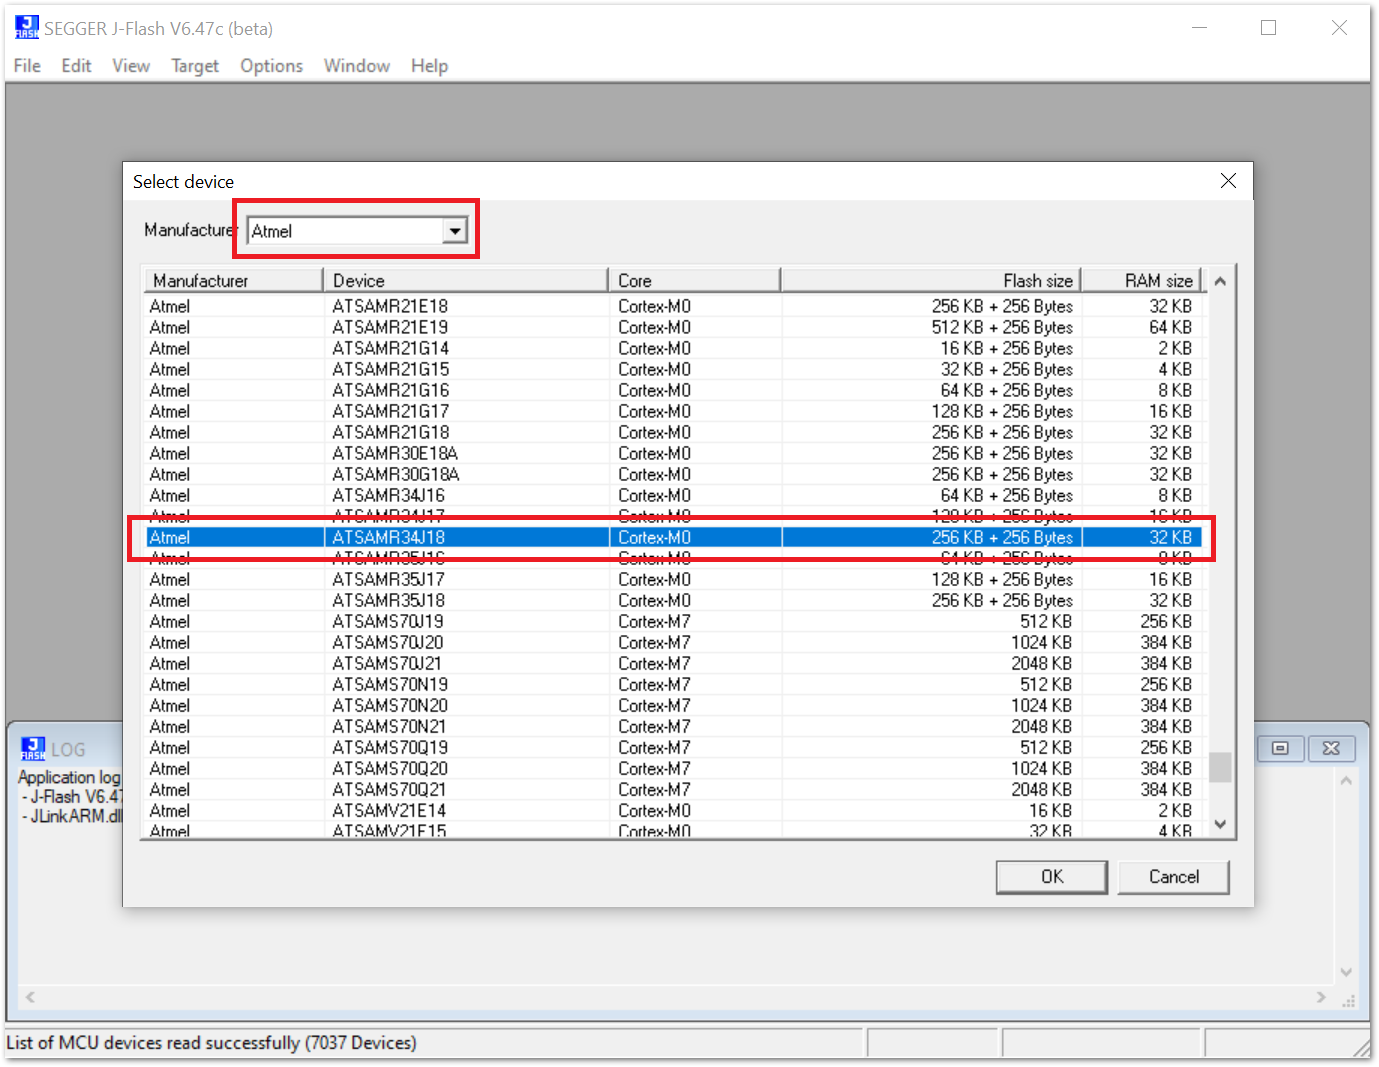 SEGGER J-Flash V6.47c (beta)
File Edit View Target Options Window Help
Select device
Manufacturer Atmel
Manufacturer Device Core Flash size RAM size
Atmel ATSAMR21E18 Cortex-M0 256 KB + 256 Bytes 32 KB
Atmel ATSAMR21E19 Cortex-M0 512 KB + 256 Bytes 64 KB
Atmel ATSAMR21G14 Cortex-M0 16 KB + 256 Bytes 2 KB
Atmel ATSAMR21G15 Cortex-M0 32 KB + 256 Bytes 4 KB
Atmel ATSAMR21G16 Cortex-M0 64 KB + 256 Bytes 8 KB
Atmel ATSAMR21G17 Cortex-M0 128 KB + 256 Bytes 16 KB
Atmel ATSAMR21G18 Cortex-M0 256 KB + 256 Bytes 32 KB
Atmel ATSAMR30E18A Cortex-M0 256 KB + 256 Bytes 32 KB
Atmel ATSAMR30G18A Cortex-M0 256 KB + 256 Bytes 32 KB
Atmel ATSAMR34J16 Cortex-M0 64 KB + 256 Bytes 8 KB
Atmel ATSAMR34J17 Cortex-M0 128 KB + 256 Bytes 16 KB
Atmel ATSAMR34J18 Cortex-M0 256 KB + 256 Bytes 32 KB
Atmel ATSAMR35J16 Cortex-M0 64 KB + 256 Bytes 8 KB
Atmel ATSAMR35J17 Cortex-M0 128 KB + 256 Bytes 16 KB
Atmel ATSAMR35J18 Cortex-M0 256 KB + 256 Bytes 32 KB
Atmel ATSAMS70J19 Cortex-M7 512 KB 256 KB
Atmel ATSAMS70J20 Cortex-M7 1024 KB 384 KB
Atmel ATSAMS70J21 Cortex-M7 2048 KB 384 KB
Atmel ATSAMS70N19 Cortex-M7 512 KB 256 KB
Atmel ATSAMS70N20 Cortex-M7 1024 KB 384 KB
Atmel ATSAMS70N21 Cortex-M7 2048 KB 384 KB
Atmel ATSAMS70Q19 Cortex-M7 512 KB 256 KB
Atmel ATSAMS70Q20 Cortex-M7 1024 KB 384 KB
Atmel ATSAMS70Q21 Cortex-M7 2048 KB 384 KB
Atmel ATSAMV21E14 Cortex-M0 16 KB 2 KB
Atmel ATSAMV21E15 Cortex-M0 32 KB 4 KB
OK Cancel
J FLASH LOG
Application log
- J-Flash V6.47
- JLinkARM.dll
List of MCU devices read successfully (7037 Devices)